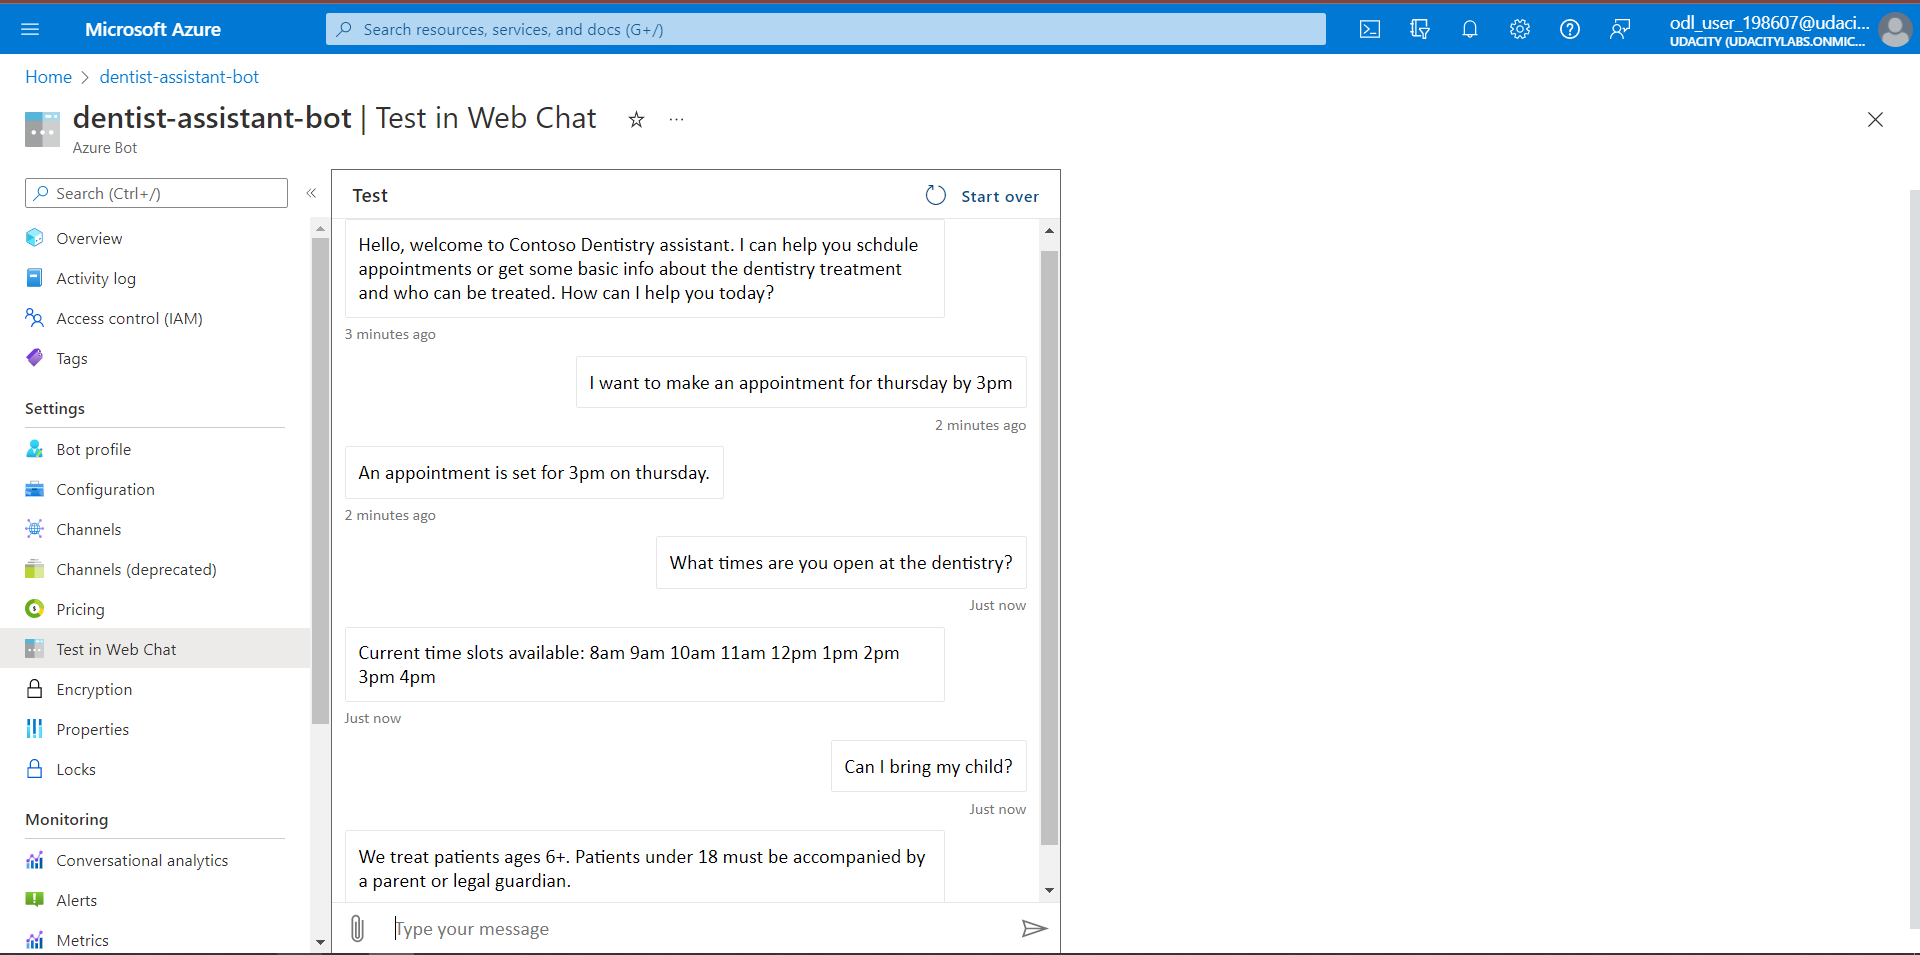 Microsoft Azure
Search resources, services, and docs (G+/)
odl_user_198607@udaci...
UDACITY (UDACITYLABS.ONMIC...
Home > dentist-assistant-bot
dentist-assistant-bot | Test in Web Chat
Azure Bot
Search (Ctrl+/)
Overview
Activity log
Access control (IAM)
Tags
Settings
Bot profile
Configuration
Channels
Channels (deprecated)
Pricing
Test in Web Chat
Encryption
Properties
Locks
Monitoring
Conversational analytics
Alerts
Metrics
Test
Start over
Hello, welcome to Contoso Dentistry assistant. I can help you schdule
appointments or get some basic info about the dentistry treatment
and who can be treated. How can I help you today?
3 minutes ago
I want to make an appointment for thursday by 3pm
2 minutes ago
An appointment is set for 3pm on thursday.
2 minutes ago
What times are you open at the dentistry?
Just now
Current time slots available: 8am 9am 10am 11am 12pm 1pm 2pm
3pm 4pm
Just now
Can I bring my child?
Just now
We treat patients ages 6+. Patients under 18 must be accompanied by
a parent or legal guardian.
Type your message